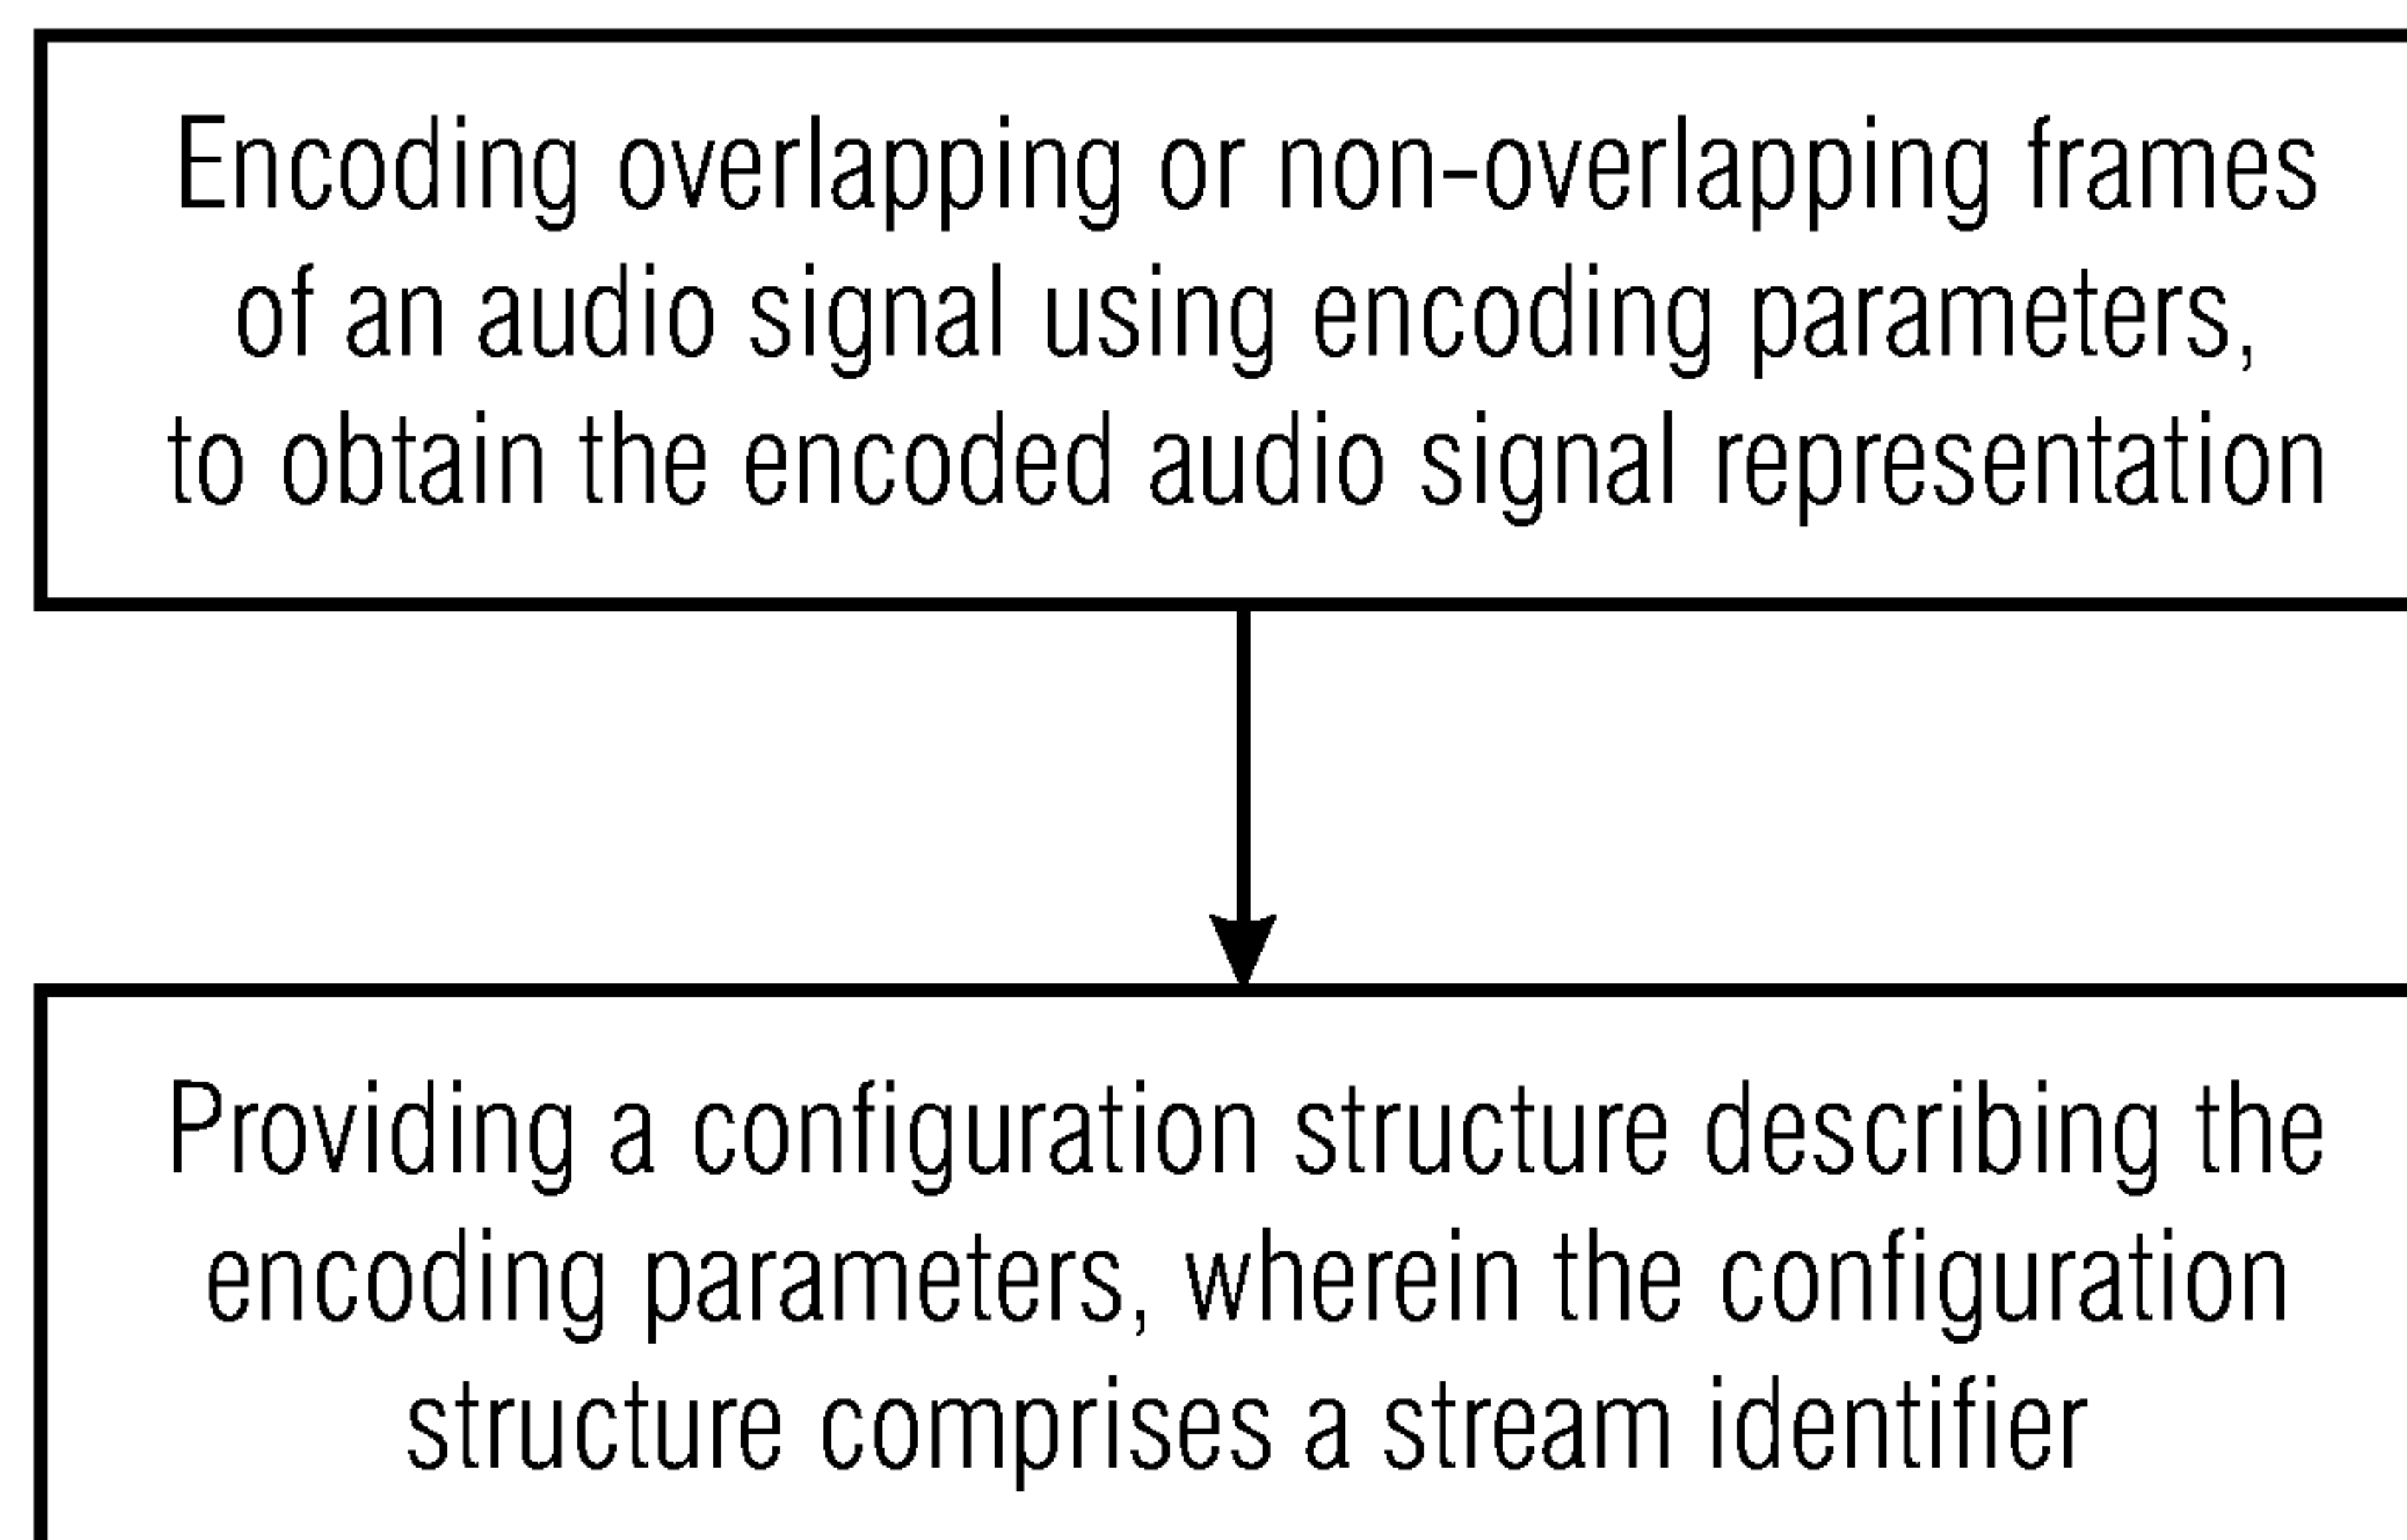 Encoding overlapping or non-overlapping frames
of an audio signal using encoding parameters,
to obtain the encoded audio signal representation
Providing a configuration structure describing the
encoding parameters, wherein the configuration
structure comprises a stream identifier